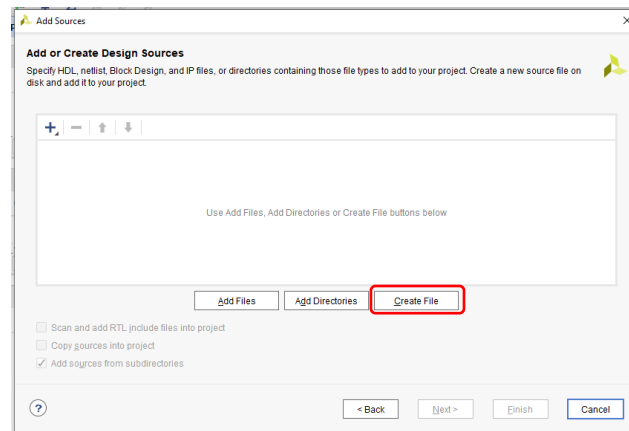 Add Sources
Add or Create Design Sources
Specify HDL, netlist, Block Design, and IP files, or directories containing those file types to add to your project. Create a new source file on
disk and add it to your project.
Use Add Files, Add Directories or Create File buttons below
Add Files Add Directories Create File
Scan and add RTL include files into project
Copy sources into project
Add sources from subdirectories
? < Back Next > Finish Cancel